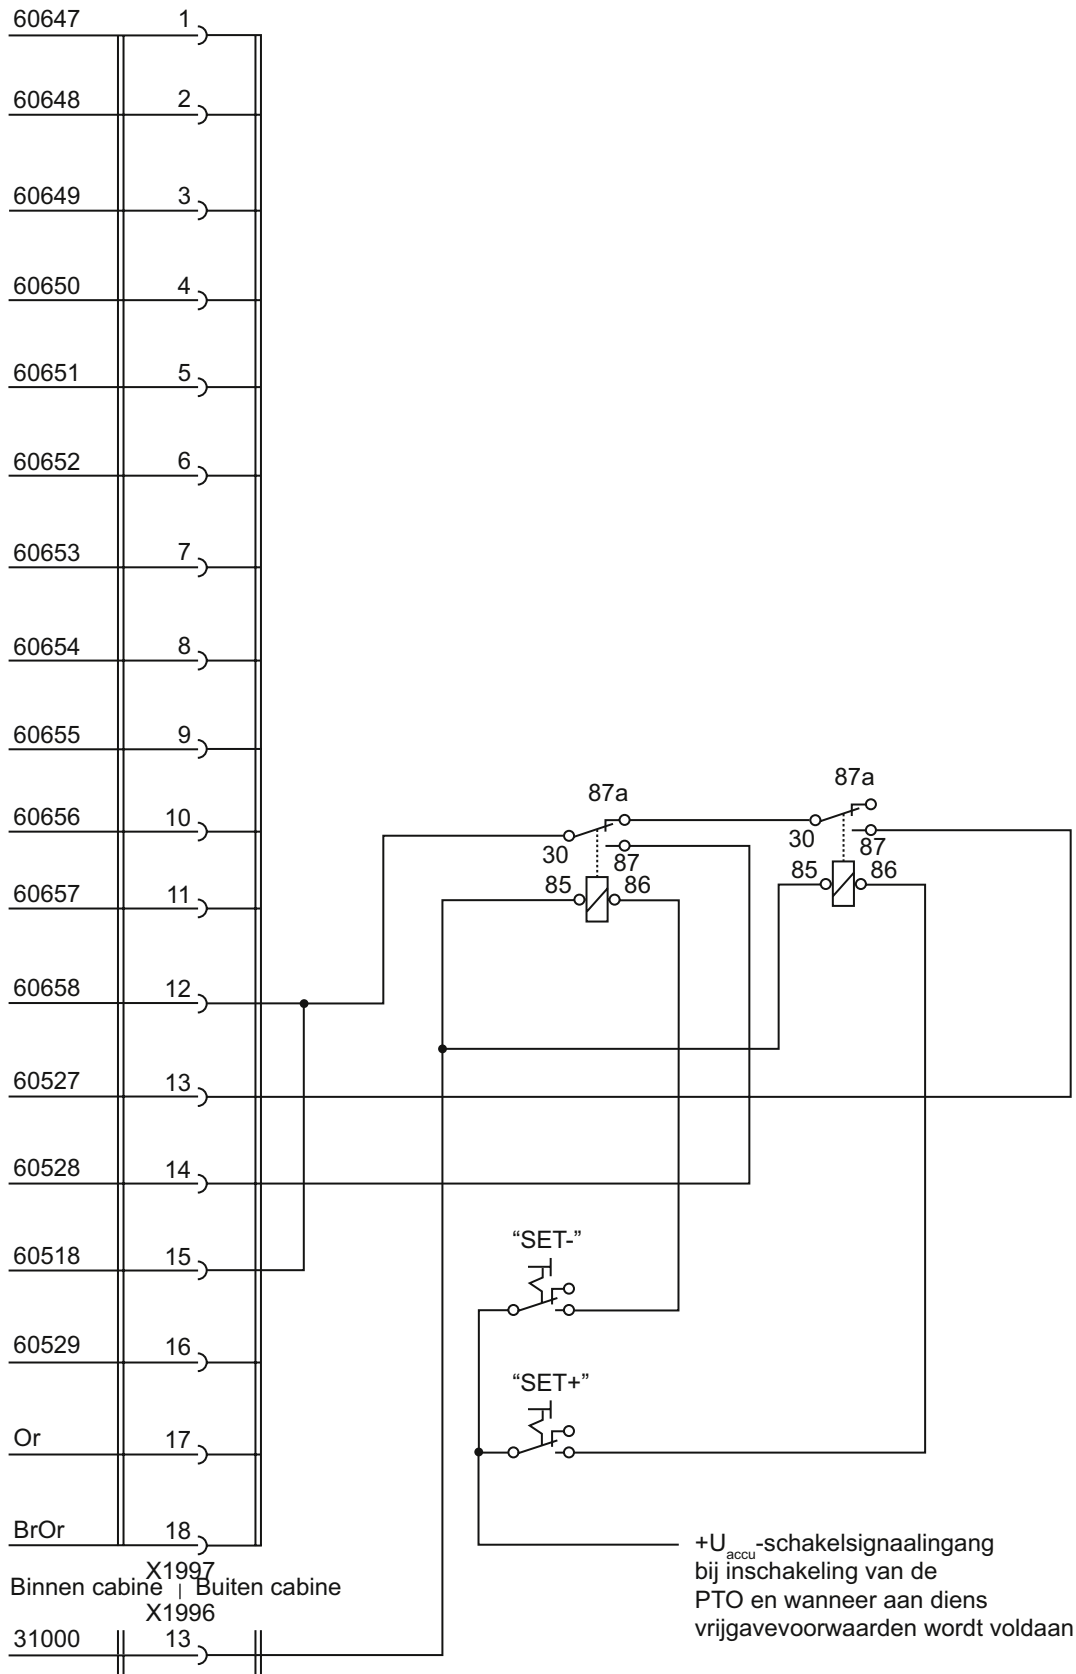 60647 1
60648 2
60649 3
60650 4
60651 5
60652 6
60653 7
60654 8
60655 9
87a
87a
60656 10
30
87
30
87
85
86
85
86
60657 11
60658 12
60527 13
60528 14
60518 15
“SET-”
60529 16
“SET+”
Or 17
BrOr 18
X1997
Binnen cabine | Buiten cabine
X1996
31000 13
+Uaccu-schakelsignaalingang
bij inschakeling van de
PTO en wanneer aan diens
vrijgavevoorwaarden wordt voldaan